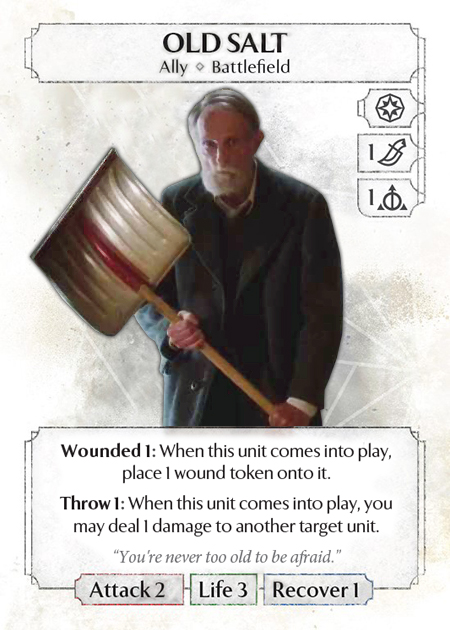 OLD SALT
Ally ◇ Battlefield
1
1
Wounded 1: When this unit comes into play,
place 1 wound token onto it.
Throw 1: When this unit comes into play, you
may deal 1 damage to another target unit.
"You're never too old to be afraid."
Attack 2 Life 3 Recover 1